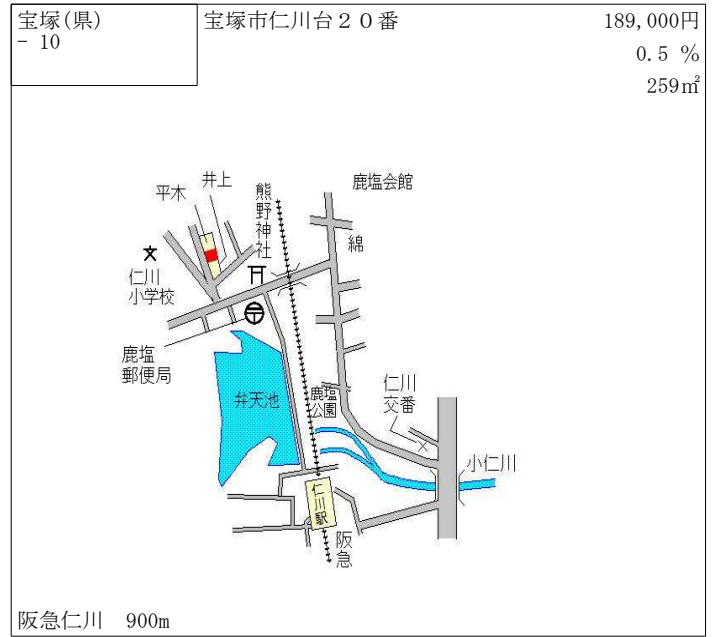 宝塚(県)
- 10
宝塚市仁川台２０番
189,000円
0.5 %
259㎡
平木
井上
熊野神社
鹿塩会館
綿
仁川
小学校
鹿塩
郵便局
弁天池
鹿塩
公園
仁川
交番
小仁川
仁川駅
阪急
阪急仁川 900m